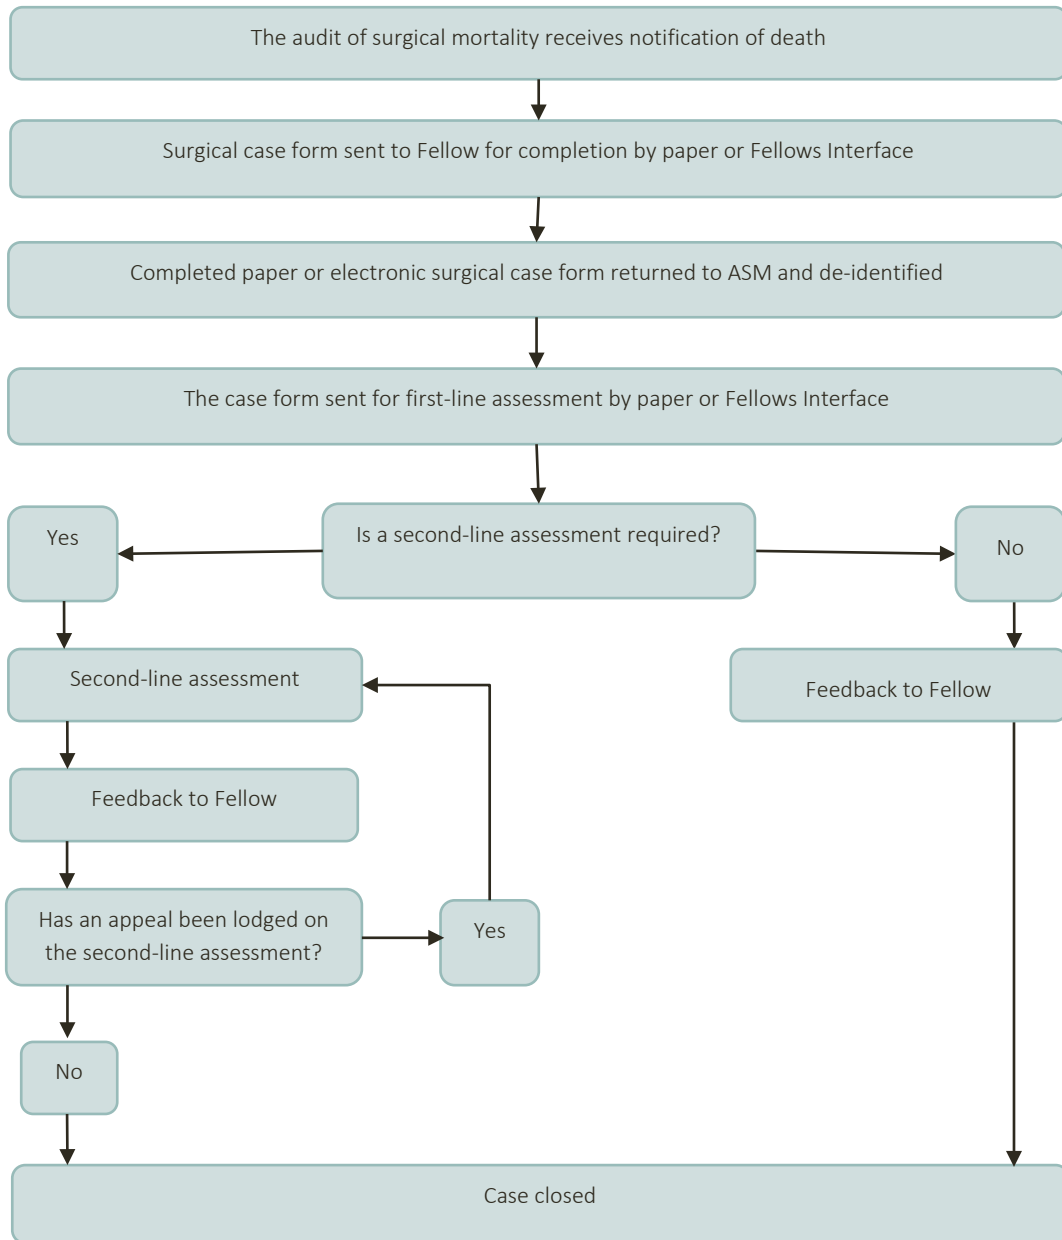 The audit of surgical mortality receives notification of death
Surgical case form sent to Fellow for completion by paper or Fellows Interface
Completed paper or electronic surgical case form returned to ASM and de-identified
The case form sent for first-line assessment by paper or Fellows Interface
Is a second-line assessment required?
Yes
No
Second-line assessment
Feedback to Fellow
Feedback to Fellow
Has an appeal been lodged on
the second-line assessment?
Yes
No
Case closed